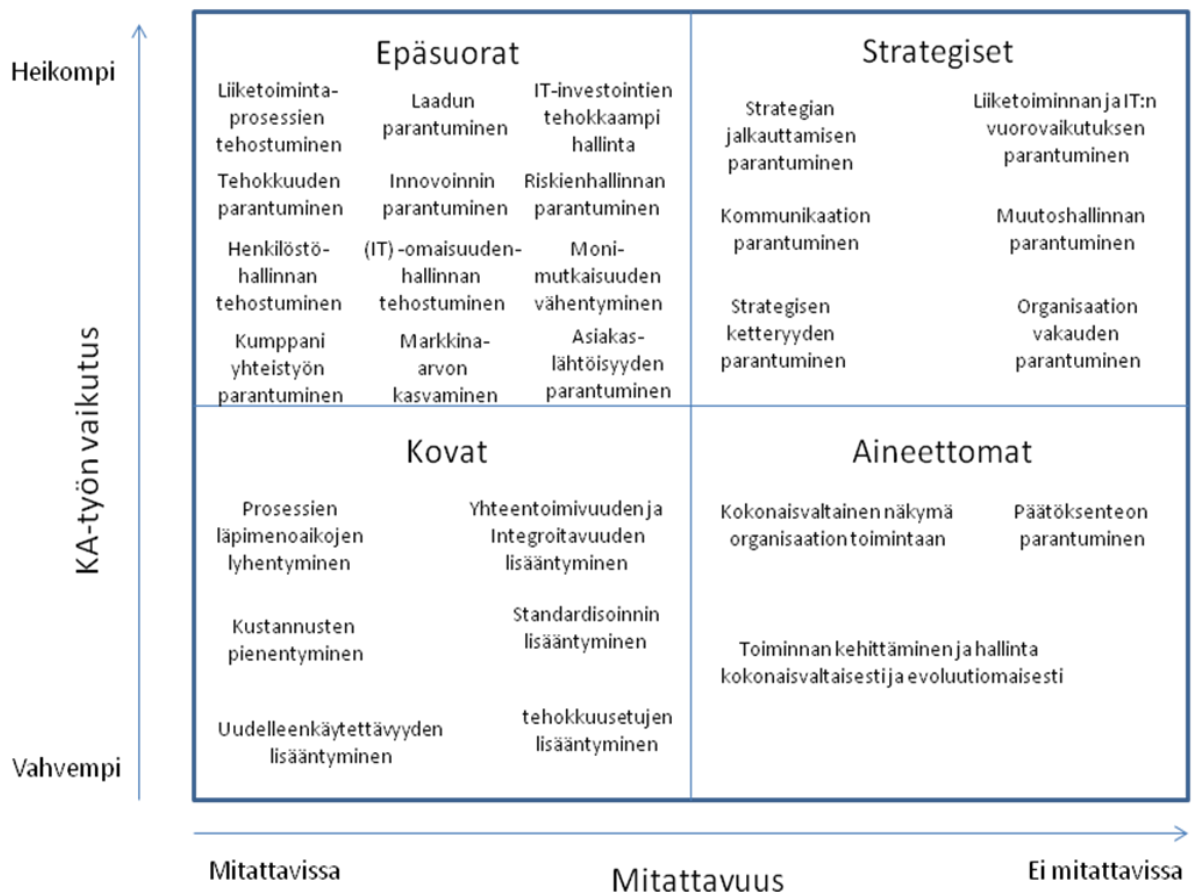 Heikompi
KA-työn vaikutus
Vahvempi
Epäsuorat
Liiketoiminta-
prosessien
tehostuminen
Laadun
parantuminen
IT-investointien
tehokkaampi
hallinta
Tehokkuuden
parantuminen
Innovoinnin
parantuminen
Riskienhallinnan
parantuminen
Henkilöstö-
hallinnan
tehostuminen
(IT) -omaisuuden-
hallinnan
tehostuminen
Moni-
mutkaisuuden
vähentyminen
Kumppani
yhteistyön
parantuminen
Markkina-
arvon
kasvaminen
Asiakas-
lähtöisyyden
parantuminen
Strategiset
Strategian
jalkauttamisen
parantuminen
Liiketoiminnan ja IT:n
vuorovaikutuksen
parantuminen
Kommunikaation
parantuminen
Muutoshallinnan
parantuminen
Strategisen
ketteryyden
parantuminen
Organisaation
vakauden
parantuminen
Kovat
Prosessien
läpimenoaikojen
lyhentyminen
Yhteentoimivuuden ja
Integroitavuuden
lisääntyminen
Kustannusten
pienentyminen
Standardisoinnin
lisääntyminen
Uudelleenkäytettävyyden
lisääntyminen
tehokkuusetujen
lisääntyminen
Aineettomat
Kokonaisvaltainen näkymä
organisaation toimintaan
Päätöksenteon
parantuminen
Toiminnan kehittäminen ja hallinta
kokonaisvaltaisesti ja evoluutiomaisesti
Mitattavissa
Mitattavuus
Ei mitattavissa